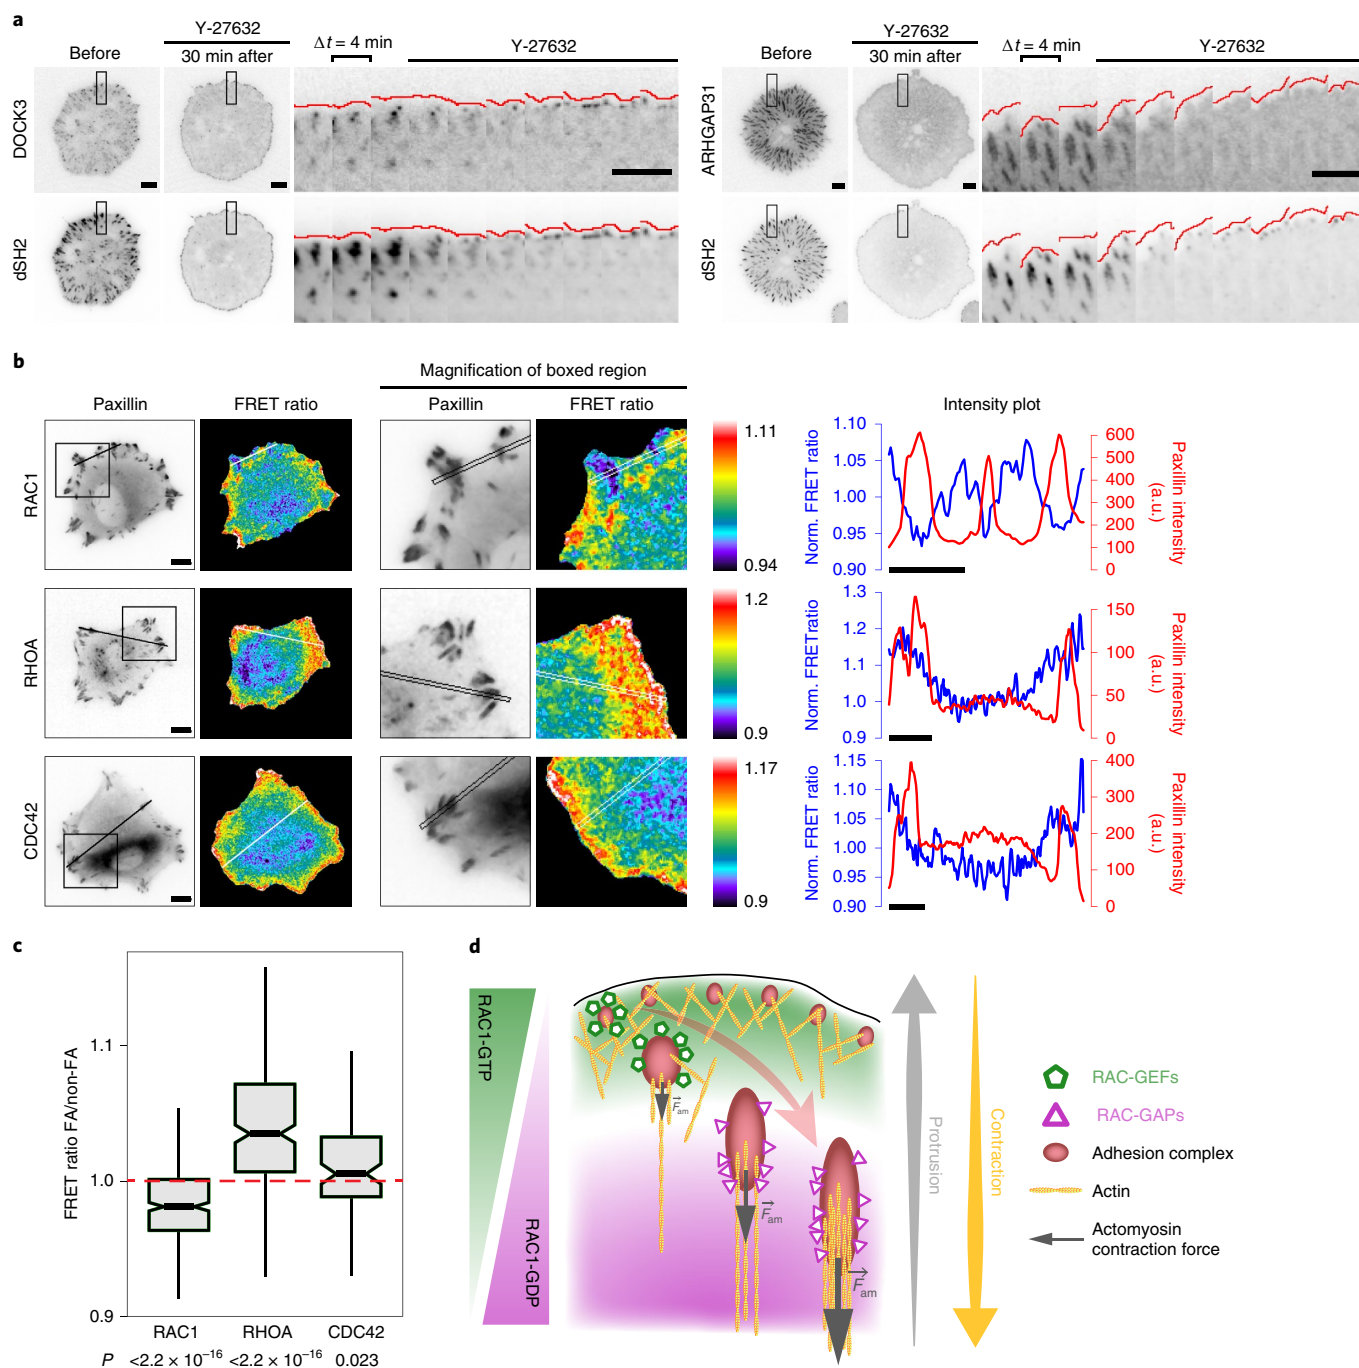 a
Y-27632
Before
30 min after
Δt = 4 min
Y-27632
DOCK3
dSH2
Y-27632
Before
30 min after
Δt = 4 min
Y-27632
ARHGAP31
dSH2
b
Magnification of boxed region
Paxillin
FRET ratio
Paxillin
FRET ratio
Intensity plot
RAC1
1.11
0.94
Norm. FRET ratio
1.10
1.05
1.00
0.95
0.90
600
500
400
300
200
100
0
Paxillin intensity
(a.u.)
RHOA
1.2
0.9
Norm. FRETratio
1.3
1.2
1.1
1.0
0.9
150
100
50
0
Paxillin intensity
(a.u.)
CDC42
1.17
0.9
Norm. FRET ratio
1.15
1.10
1.05
1.00
0.95
0.90
400
300
200
100
0
Paxillin intensity
(a.u.)
c
FRET ratio FA/non-FA
1.1
1.0
0.9
RAC1 RHOA CDC42
P <2.2 × 10⁻¹⁶ <2.2 × 10⁻¹⁶ 0.023
d
RAC1-GTP
RAC1-GDP
F⃗am
F⃗am
F⃗am
Protrusion
Contraction
RAC-GEFs
RAC-GAPs
Adhesion complex
Actin
Actomyosin
contraction force